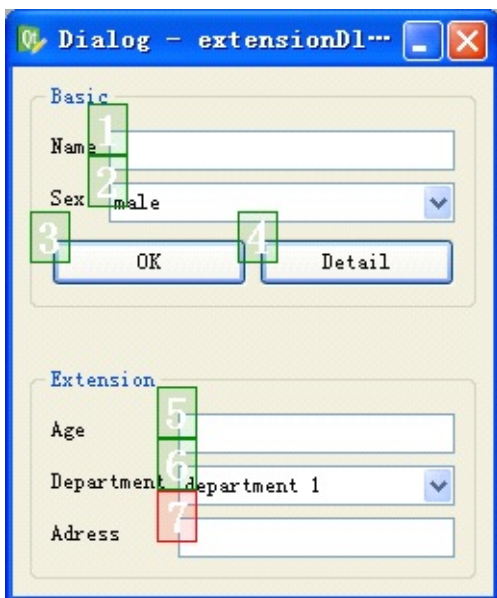 Dialog - extensionDl...
Basic
1
Name
2
Sex male
3 OK 4 Detail
Extension
5
Age
6
Department department 1
7
Adress